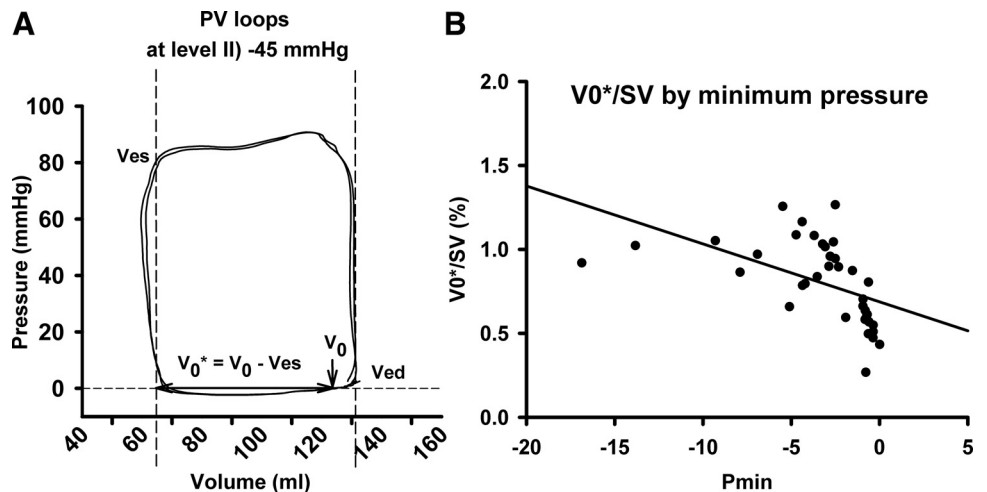 A
PV loops
at level II) -45 mmHg
100
80
60
40
20
0
Pressure (mmHg)
Ves
V0* = V0 - Ves
V0
Ved
40
60
80
100
120
140
160
Volume (ml)
B
V0*/SV by minimum pressure
2.0
1.5
1.0
0.5
0.0
V0*/SV (%)
-20
-15
-10
-5
0
5
Pmin